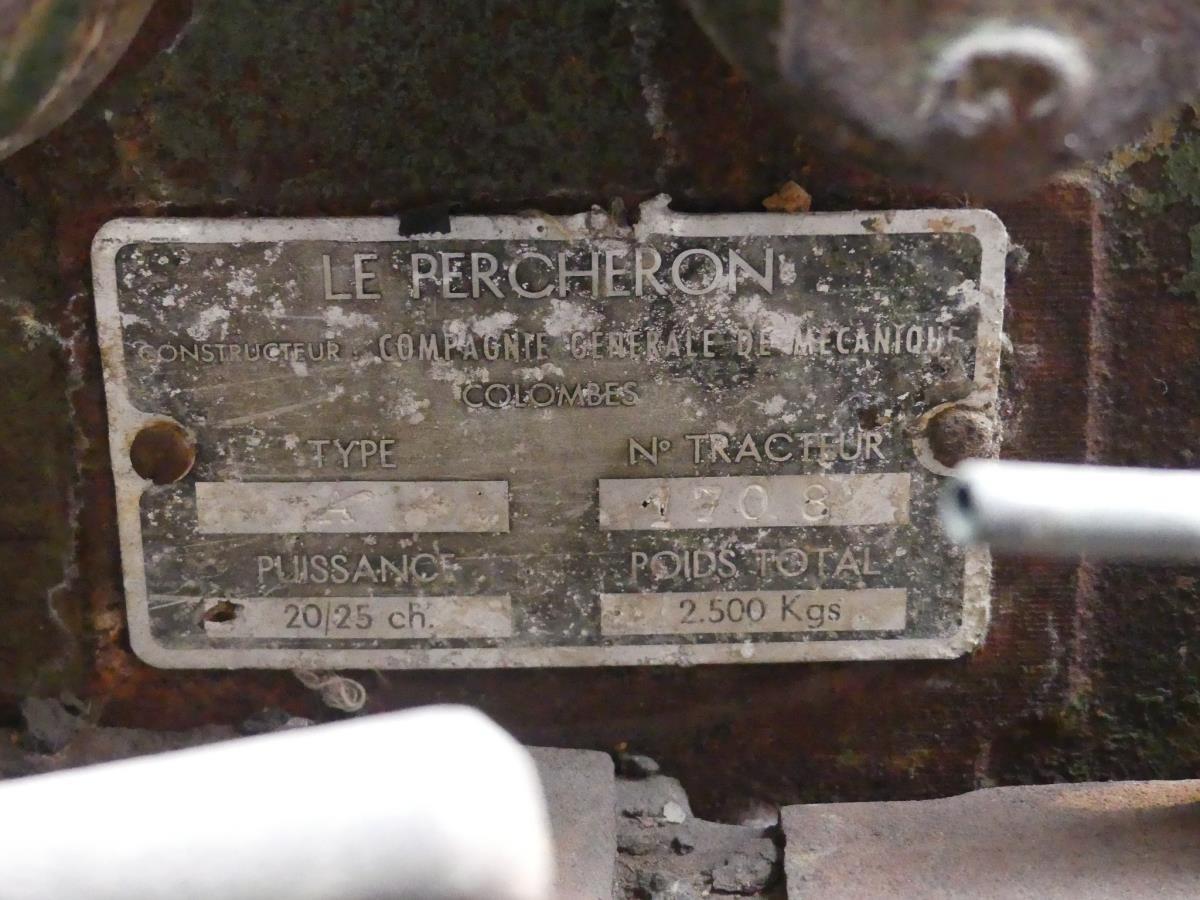 LE PERCHERON
CONSTRUCTEUR : COMPAGNIE GENERALE DE MECANIQUE
COLOMBES
TYPE
N° TRACTEUR
1708
PUISSANCE
POIDS TOTAL
20/25 ch.
2.500 Kgs